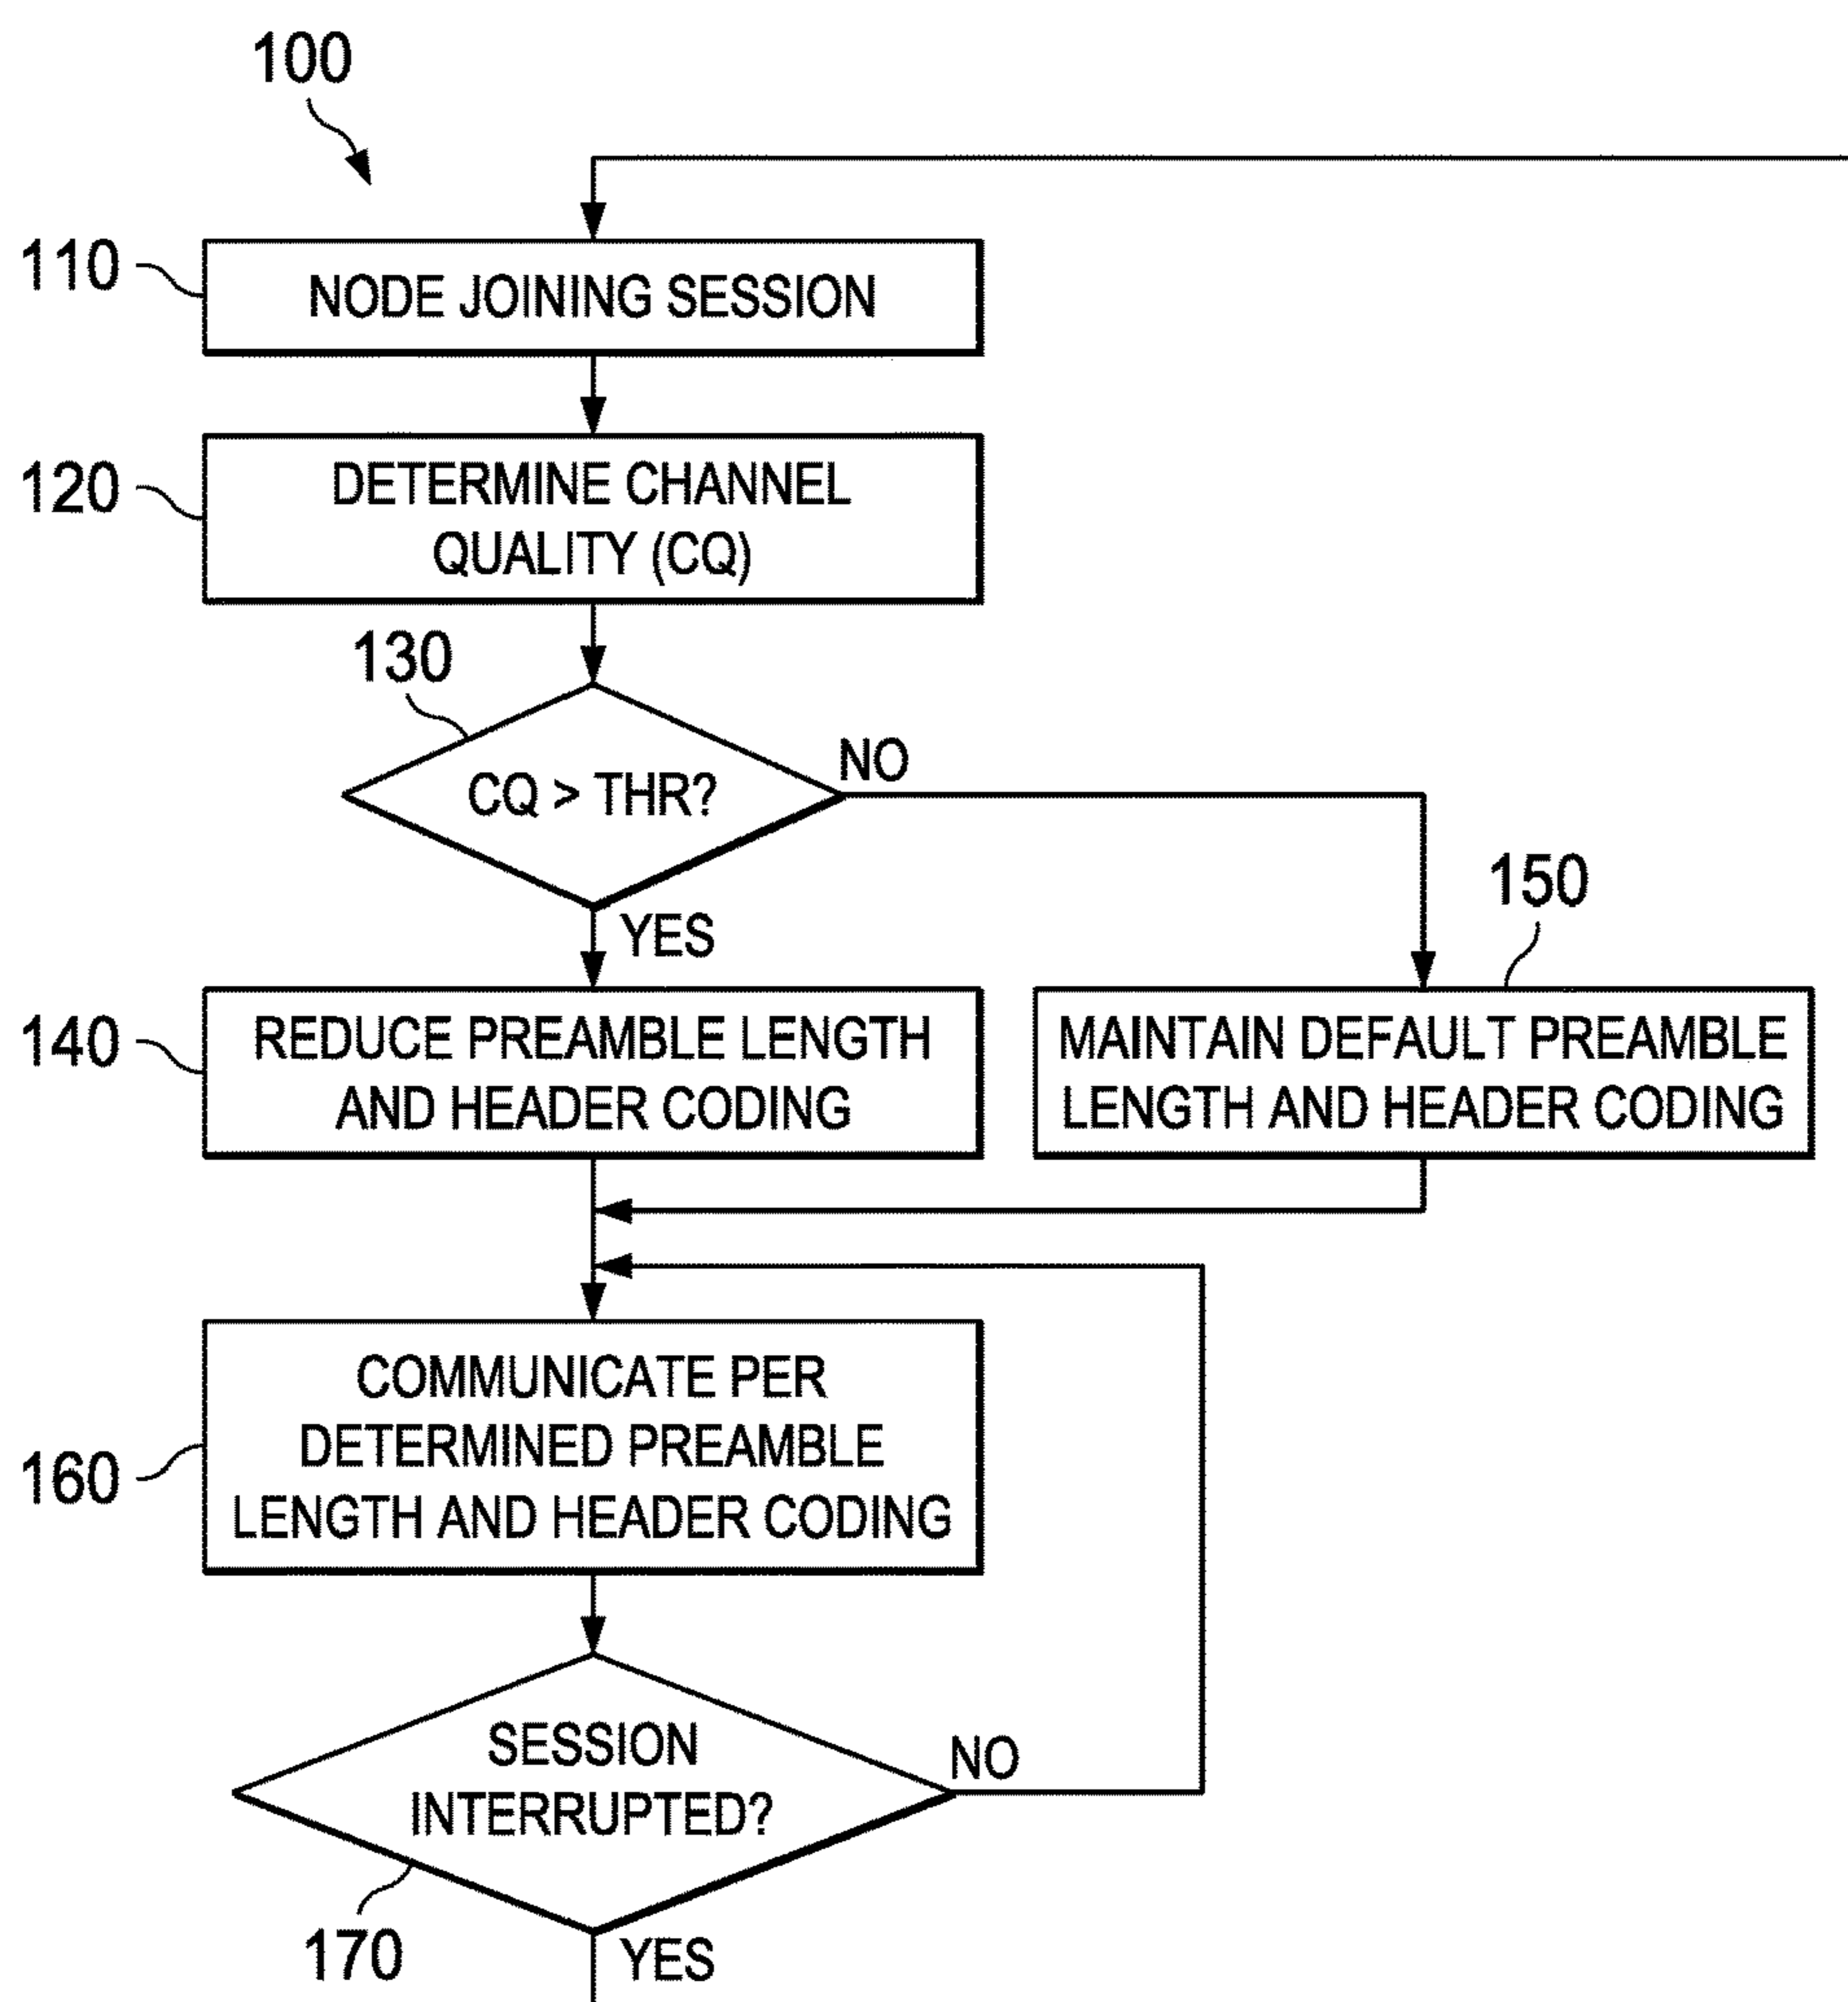 100
110
NODE JOINING SESSION
120
DETERMINE CHANNEL
QUALITY (CQ)
130
CQ > THR?
NO
YES
150
140
REDUCE PREAMBLE LENGTH
AND HEADER CODING
MAINTAIN DEFAULT PREAMBLE
LENGTH AND HEADER CODING
160
COMMUNICATE PER
DETERMINED PREAMBLE
LENGTH AND HEADER CODING
SESSION
INTERRUPTED?
NO
170
YES